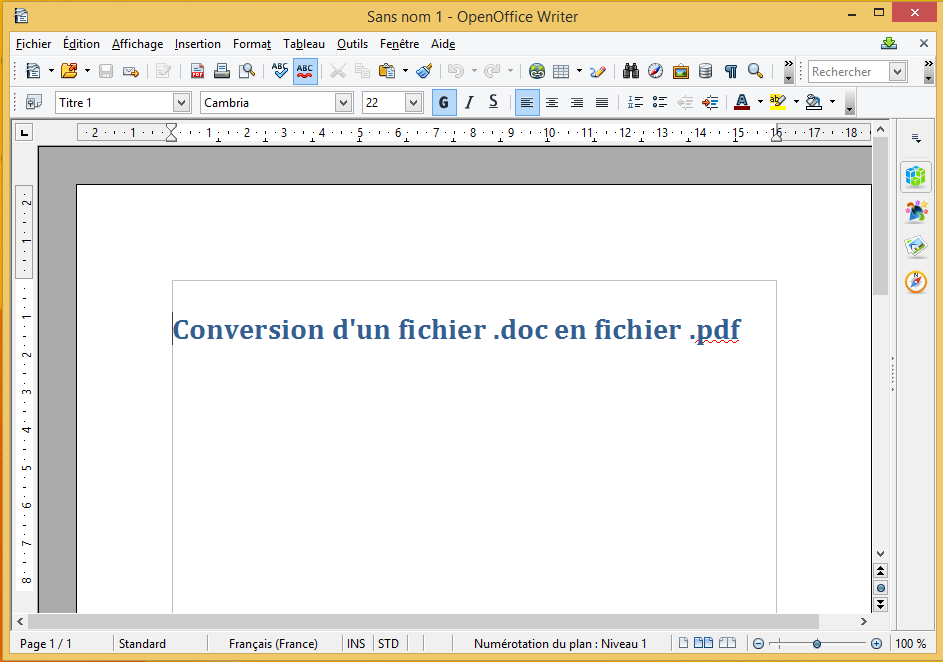 Sans nom 1 - OpenOffice Writer
Fichier Édition Affichage Insertion Format Tableau Outils Fenêtre Aide
PDF ABC ABC Rechercher
Titre 1 Cambria 22 G I S A
2 1 1 2 3 4 5 6 7 8 9 10 11 12 13 14 15 16 17 18
2
1
1
2
3
4
5
6
7
8
Conversion d'un fichier .doc en fichier .pdf
Page 1 / 1 Standard Français (France) INS STD Numérotation du plan : Niveau 1 100 %